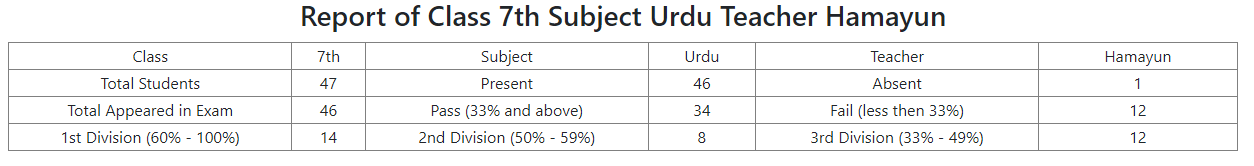 Report of Class 7th Subject Urdu Teacher Hamayun
Class 7th Subject Urdu Teacher Hamayun
Total Students 47 Present 46 Absent 1
Total Appeared in Exam 46 Pass (33% and above) 34 Fail (less then 33%) 12
1st Division (60% - 100%) 14 2nd Division (50% - 59%) 8 3rd Division (33% - 49%) 12